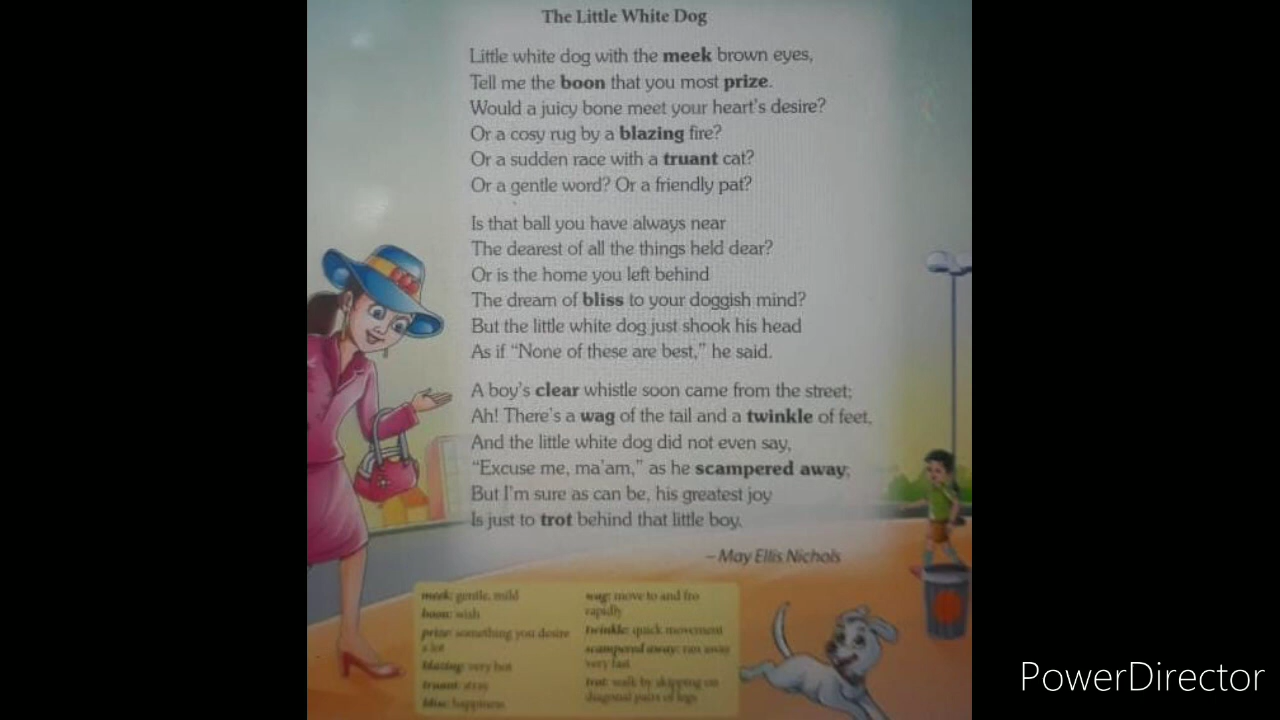 The Little White Dog
Little white dog with the meek brown eyes,
Tell me the boon that you most prize.
Would a juicy bone meet your heart's desire?
Or a cosy rug by a blazing fire?
Or a sudden race with a truant cat?
Or a gentle word? Or a friendly pat?
Is that ball you have always near
The dearest of all the things held dear?
Or is the home you left behind
The dream of bliss to your doggish mind?
But the little white dog just shook his head
As if “None of these are best,” he said.
A boy's clear whistle soon came from the street;
Ah! There's a wag of the tail and a twinkle of feet,
And the little white dog did not even say,
“Excuse me, ma'am,” as he scampered away;
But I'm sure as can be, his greatest joy
Is just to trot behind that little boy.
– May Ellis Nichols
meek: gentle, mild
boon: wish
prize: something you desire
a lot
blazing: very hot
truant: stray
bliss: happiness
wag: move to and fro
rapidly
twinkle: quick movement
scampered away: ran away
very fast
trot: walk by skipping on
diagonal pairs of legs
PowerDirector